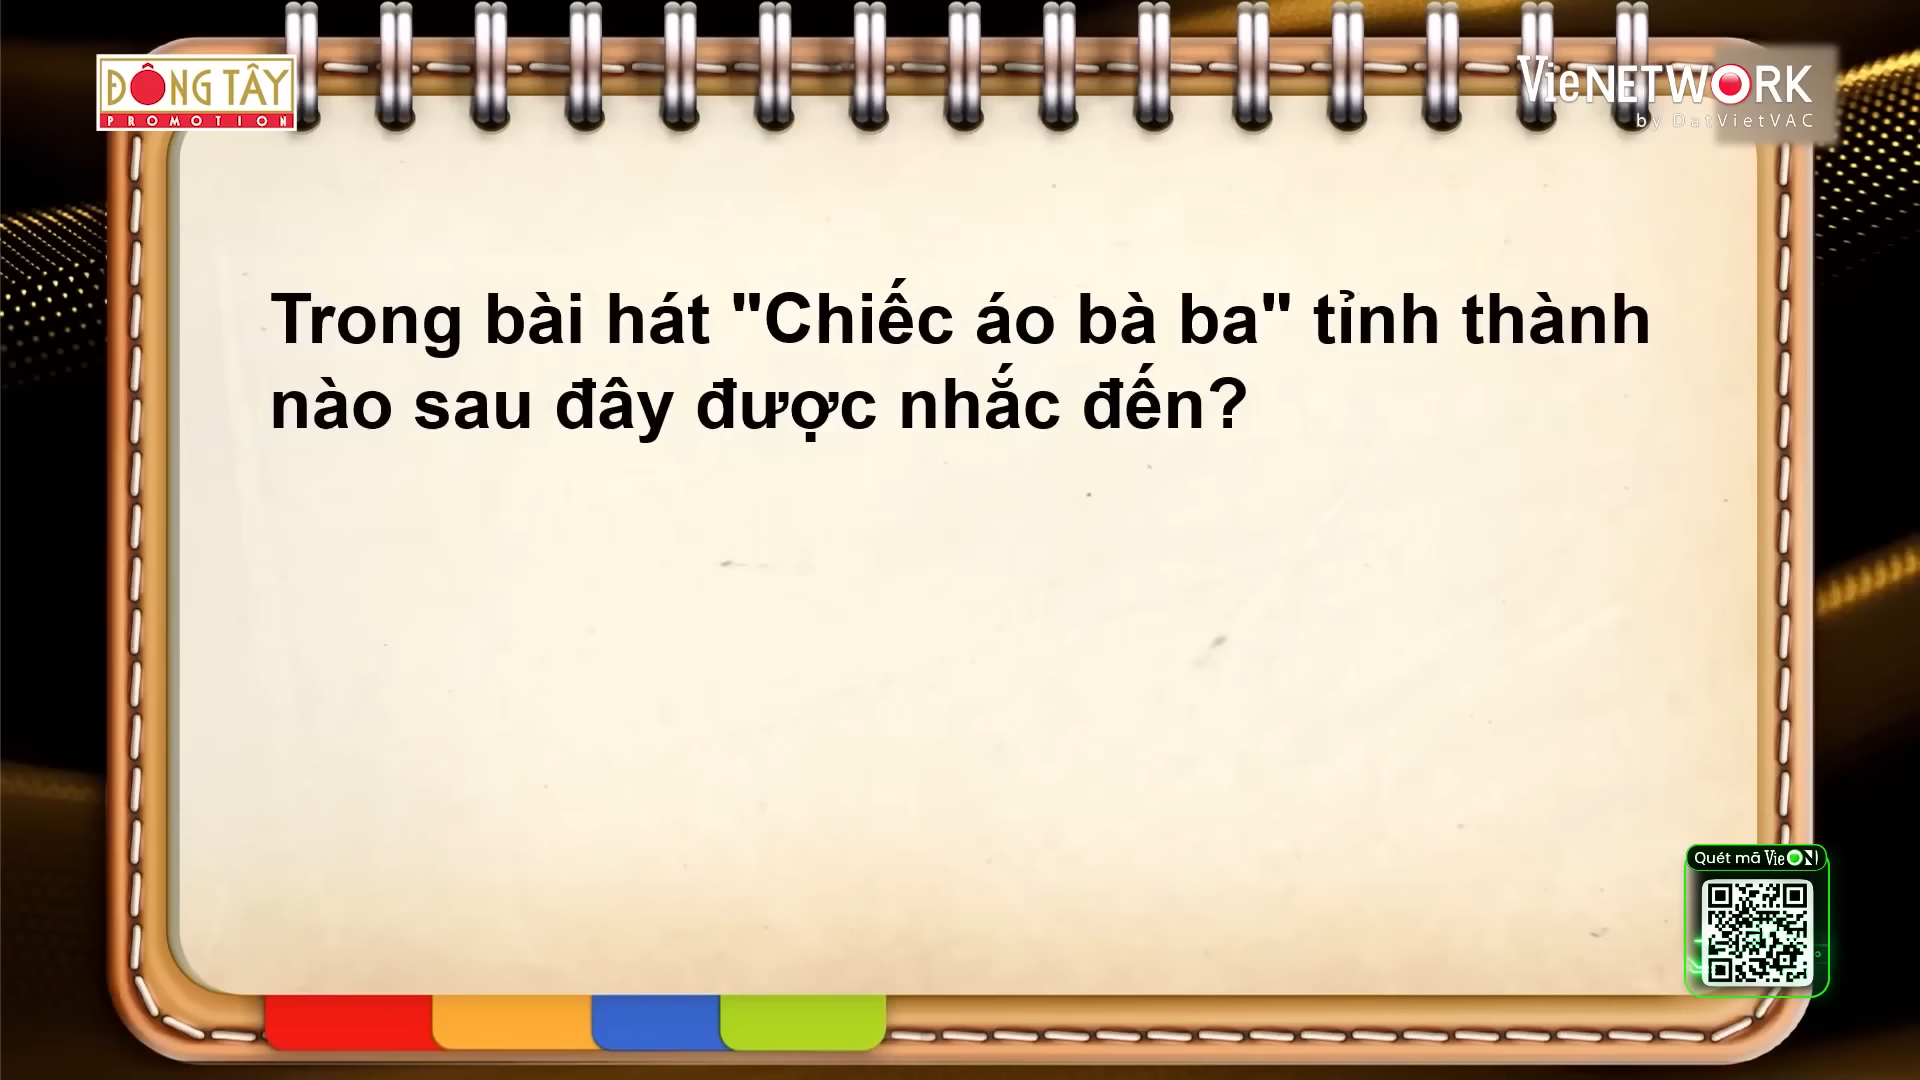 ĐÔNG TÂY
PROMOTION
VieNETWORK
by DatVietVAC
Trong bài hát "Chiếc áo bà ba" tỉnh thành
nào sau đây được nhắc đến?
Quét mã VieON